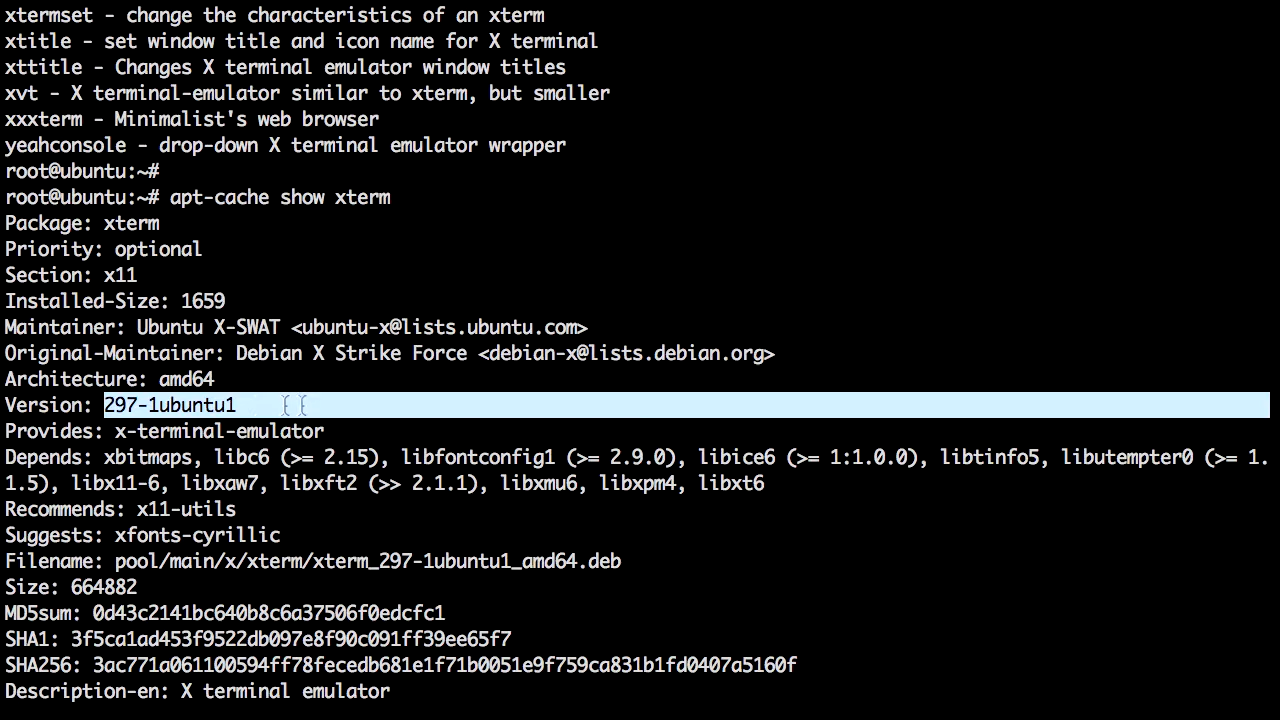 xtermset - change the characteristics of an xterm
xtitle - set window title and icon name for X terminal
xttitle - Changes X terminal emulator window titles
xvt - X terminal-emulator similar to xterm, but smaller
xxxterm - Minimalist's web browser
yeahconsole - drop-down X terminal emulator wrapper
root@ubuntu:~#
root@ubuntu:~# apt-cache show xterm
Package: xterm
Priority: optional
Section: x11
Installed-Size: 1659
Maintainer: Ubuntu X-SWAT <ubuntu-x@lists.ubuntu.com>
Original-Maintainer: Debian X Strike Force <debian-x@lists.debian.org>
Architecture: amd64
Version: 297-1ubuntu1
Provides: x-terminal-emulator
Depends: xbitmaps, libc6 (>= 2.15), libfontconfig1 (>= 2.9.0), libice6 (>= 1:1.0.0), libtinfo5, libutempter0 (>= 1.
1.5), libx11-6, libxaw7, libxft2 (>> 2.1.1), libxmu6, libxpm4, libxt6
Recommends: x11-utils
Suggests: xfonts-cyrillic
Filename: pool/main/x/xterm/xterm_297-1ubuntu1_amd64.deb
Size: 664882
MD5sum: 0d43c2141bc640b8c6a37506f0edcfc1
SHA1: 3f5ca1ad453f9522db097e8f90c091ff39ee65f7
SHA256: 3ac771a061100594ff78fecedb681e1f71b0051e9f759ca831b1fd0407a5160f
Description-en: X terminal emulator